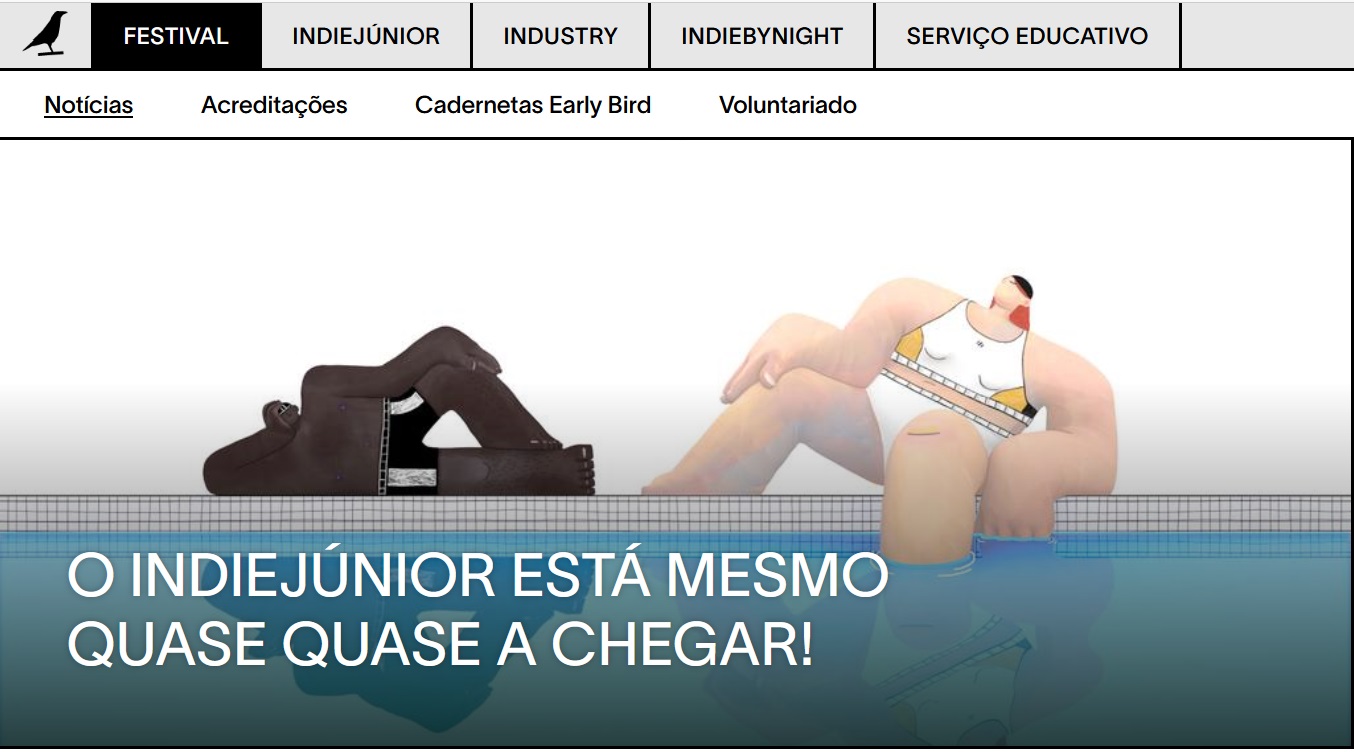 FESTIVAL INDIEJÚNIOR INDUSTRY INDIEBYNIGHT SERVIÇO EDUCATIVO
Notícias Acreditações Cadernetas Early Bird Voluntariado
O INDIEJÚNIOR ESTÁ MESMO
QUASE QUASE A CHEGAR!